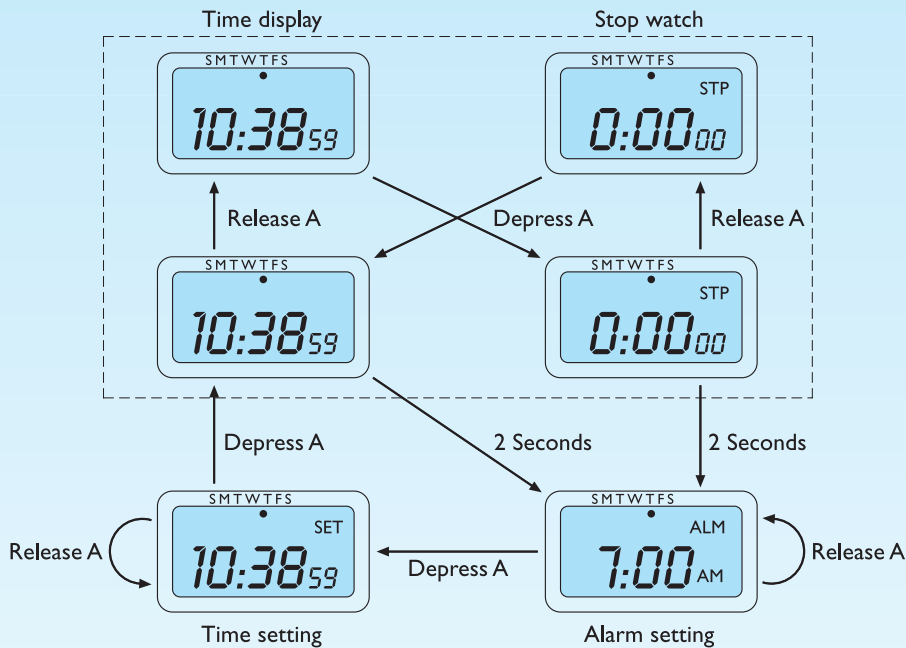 Time display
Stop watch
SMTWTFS
10:38 59
SMTWTFS
STP
0:00 00
Release A
Depress A
Release A
SMTWTFS
10:38 59
SMTWTFS
STP
0:00 00
Depress A
2 Seconds
2 Seconds
SMTWTFS
SET
10:38 59
SMTWTFS
ALM
7:00 AM
Release A
Depress A
Release A
Time setting
Alarm setting